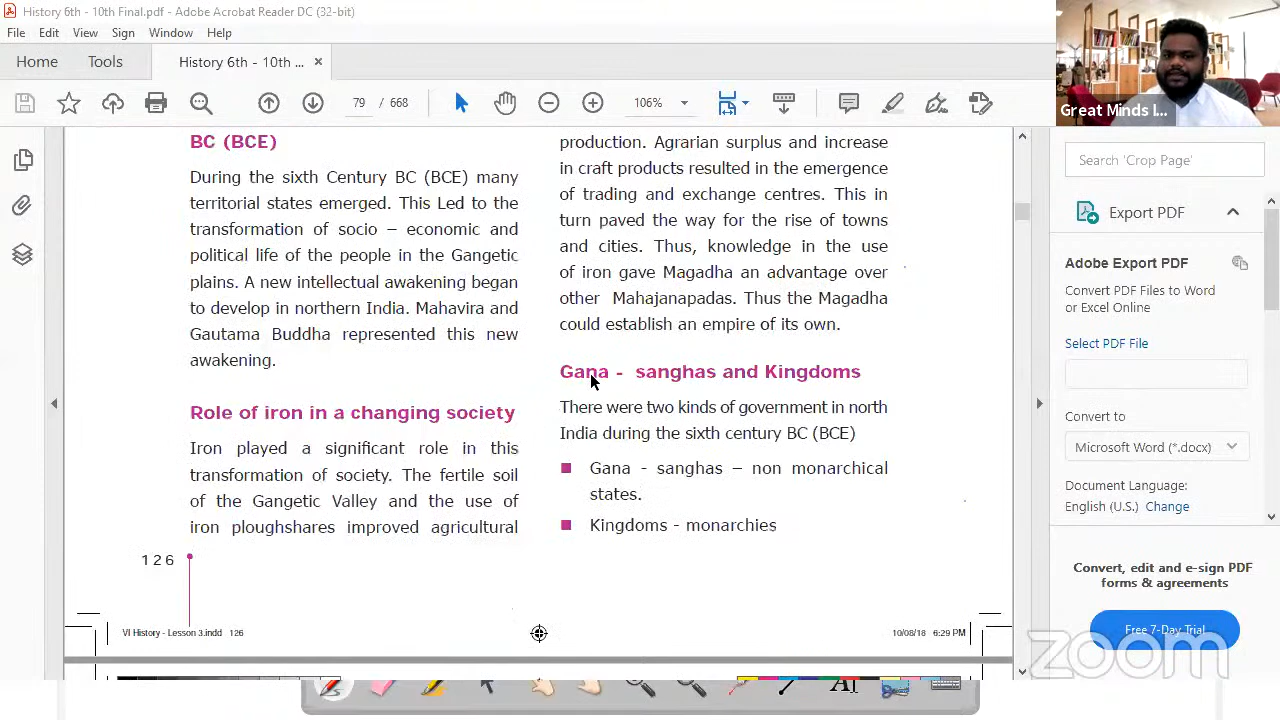 History 6th - 10th Final.pdf - Adobe Acrobat Reader DC (32-bit)
File Edit View Sign Window Help
Home Tools History 6th - 10th ... ×
79 / 668 106%
Great Minds I...
BC (BCE)
During the sixth Century BC (BCE) many
territorial states emerged. This Led to the
transformation of socio – economic and
political life of the people in the Gangetic
plains. A new intellectual awakening began
to develop in northern India. Mahavira and
Gautama Buddha represented this new
awakening.
Role of iron in a changing society
Iron played a significant role in this
transformation of society. The fertile soil
of the Gangetic Valley and the use of
iron ploughshares improved agricultural
126
production. Agrarian surplus and increase
in craft products resulted in the emergence
of trading and exchange centres. This in
turn paved the way for the rise of towns
and cities. Thus, knowledge in the use
of iron gave Magadha an advantage over
other Mahajanapadas. Thus the Magadha
could establish an empire of its own.
Gana - sanghas and Kingdoms
There were two kinds of government in north
India during the sixth century BC (BCE)
Gana - sanghas – non monarchical
states.
Kingdoms - monarchies
VI History - Lesson 3.indd 126
10/08/18 6:29 PM
Search 'Crop Page'
Export PDF
Adobe Export PDF
Convert PDF Files to Word
or Excel Online
Select PDF File
Convert to
Microsoft Word (*.docx)
Document Language:
English (U.S.) Change
Convert, edit and e-sign PDF
forms & agreements
Free 7-Day Trial
zoom
AI